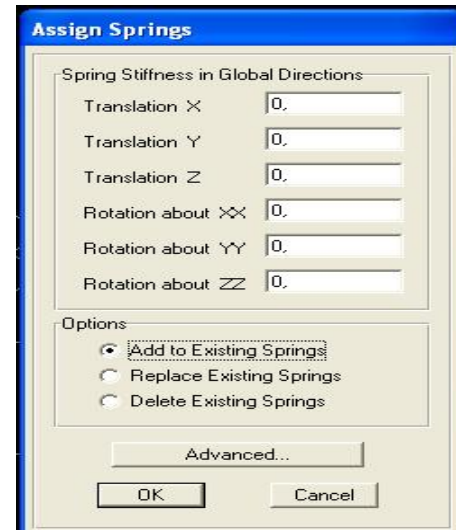 Assign Springs
Spring Stiffness in Global Directions
Translation X 0,
Translation Y 0,
Translation Z 0,
Rotation about XX 0,
Rotation about YY 0,
Rotation about ZZ 0,
Options
Add to Existing Springs
Replace Existing Springs
Delete Existing Springs
Advanced...
OK Cancel